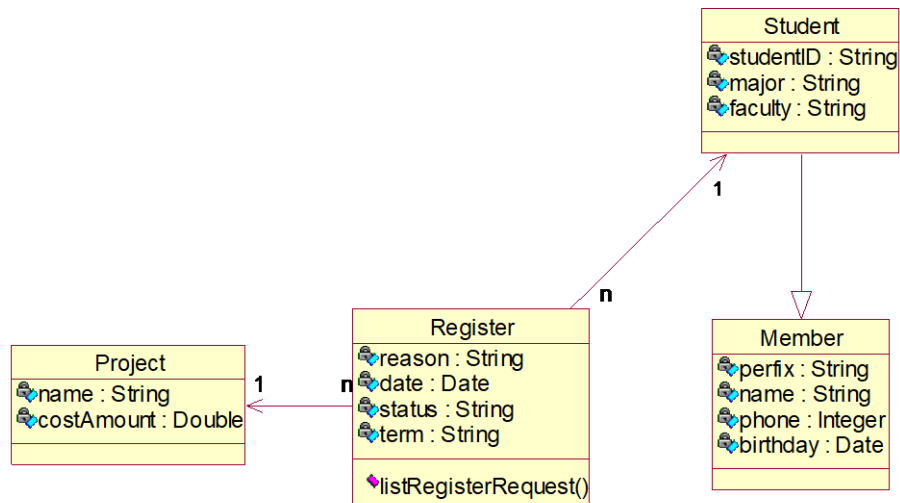 Student
studentID : String
major : String
faculty : String
1
n
Register
reason : String
date : Date
status : String
term : String
listRegisterRequest()
Project
name : String
costAmount : Double
1
n
Member
perfix : String
name : String
phone : Integer
birthday : Date